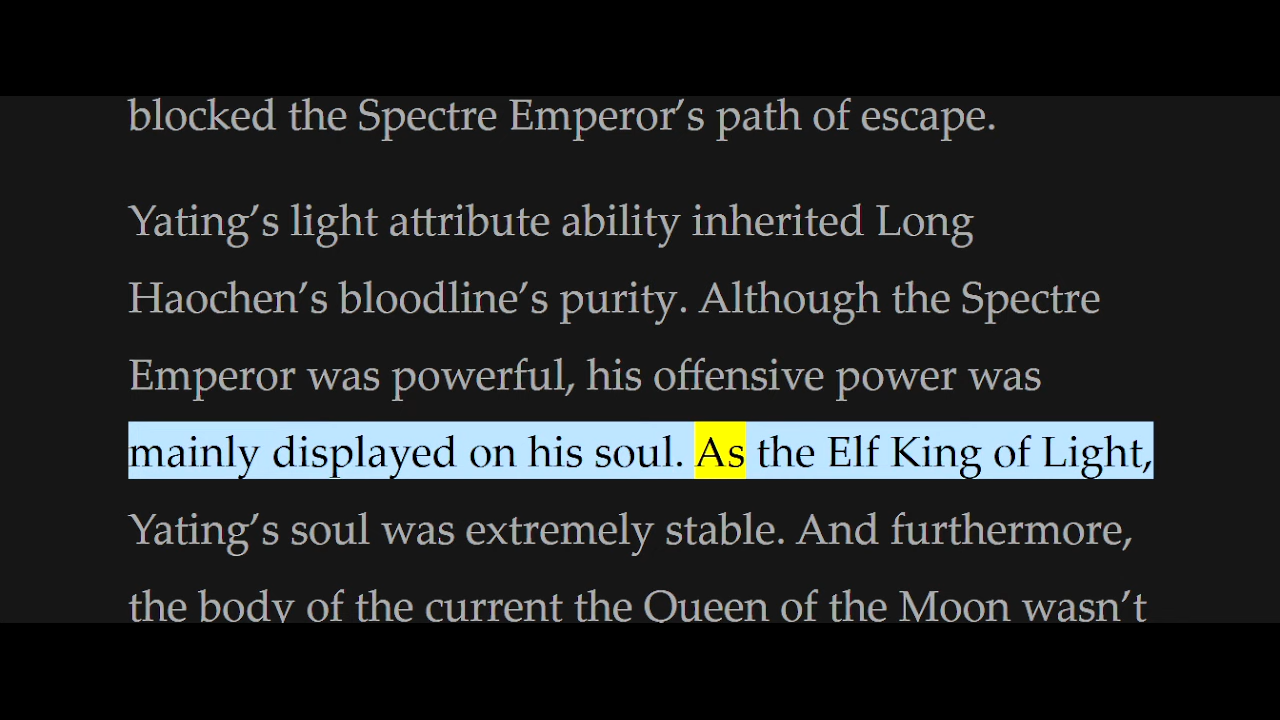 blocked the Spectre Emperor’s path of escape.
Yating’s light attribute ability inherited Long
Haochen’s bloodline’s purity. Although the Spectre
Emperor was powerful, his offensive power was
mainly displayed on his soul. As the Elf King of Light,
Yating’s soul was extremely stable. And furthermore,
the body of the current the Queen of the Moon wasn’t